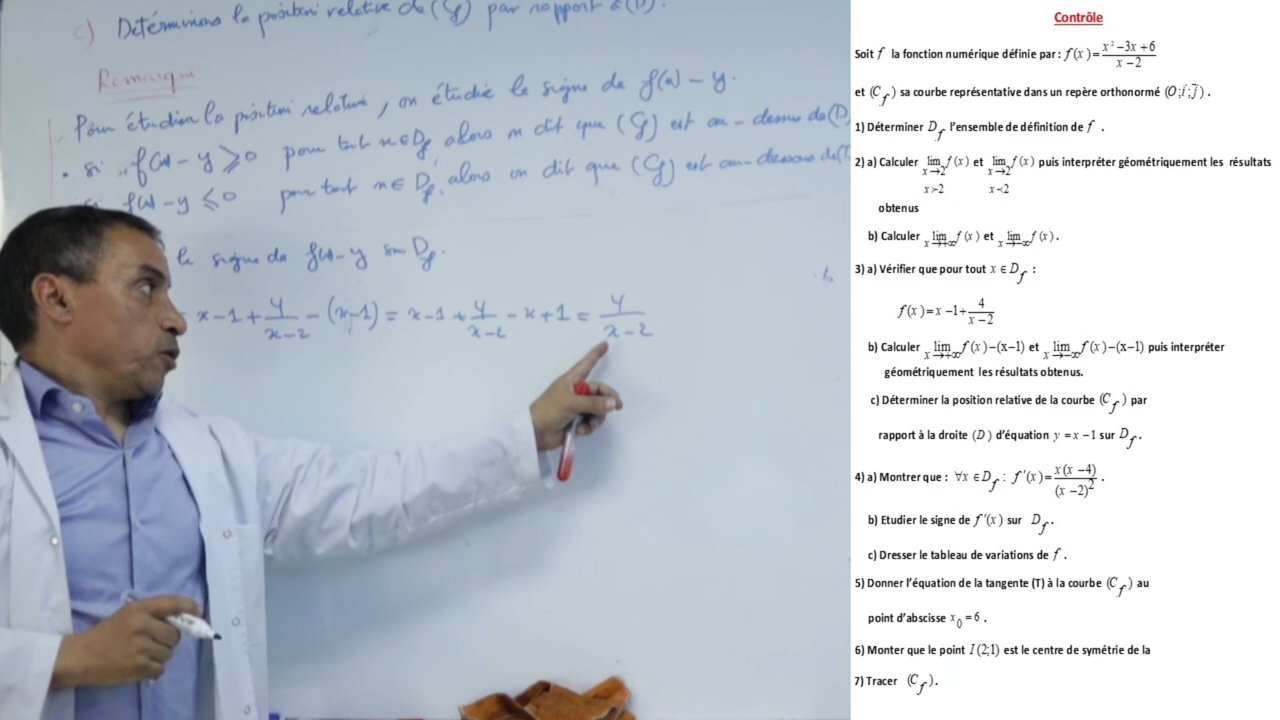 c) Déterminons la position relative de (Cf) par rapport à (D).
Remarque
Pour étudier la position relative, on étudie le signe de f(x) - y.
• si f(x) - y ⩾ 0 pour tout x ∈ Df alors on dit que (Cf) est au-dessus de (D
f(x) - y ⩽ 0 pour tout x ∈ Df, alors on dit que (Cf) est au-dessous de (D
le signe de f(x) - y sur Df.
x - 1 + 4/(x-2) - (x-1) = x - 1 + 4/(x-2) - x + 1 = 4/(x-2)
Contrôle
Soit f la fonction numérique définie par : f(x) = (x² - 3x + 6)/(x - 2)
et (Cf) sa courbe représentative dans un repère orthonormé (O;i;j) .
1) Déterminer Df l'ensemble de définition de f .
2) a) Calculer lim f(x) et lim f(x) puis interpréter géométriquement les résultats
x→2 x→2
x≻2 x≺2
obtenus
b) Calculer lim x→+∞ f(x) et lim x→-∞ f(x) .
3) a) Vérifier que pour tout x ∈ Df :
f(x) = x - 1 + 4/(x - 2)
b) Calculer lim x→+∞ f(x)-(x-1) et lim x→-∞ f(x)-(x-1) puis interpréter
géométriquement les résultats obtenus.
c) Déterminer la position relative de la courbe (Cf) par
rapport à la droite (D) d'équation y = x - 1 sur Df .
4) a) Montrer que : ∀x ∈ Df : f'(x) = x(x - 4)/(x - 2)² .
b) Etudier le signe de f'(x) sur Df .
c) Dresser le tableau de variations de f .
5) Donner l'équation de la tangente (T) à la courbe (Cf) au
point d'abscisse x0 = 6 .
6) Monter que le point I(2;1) est le centre de symétrie de la
7) Tracer (Cf) .